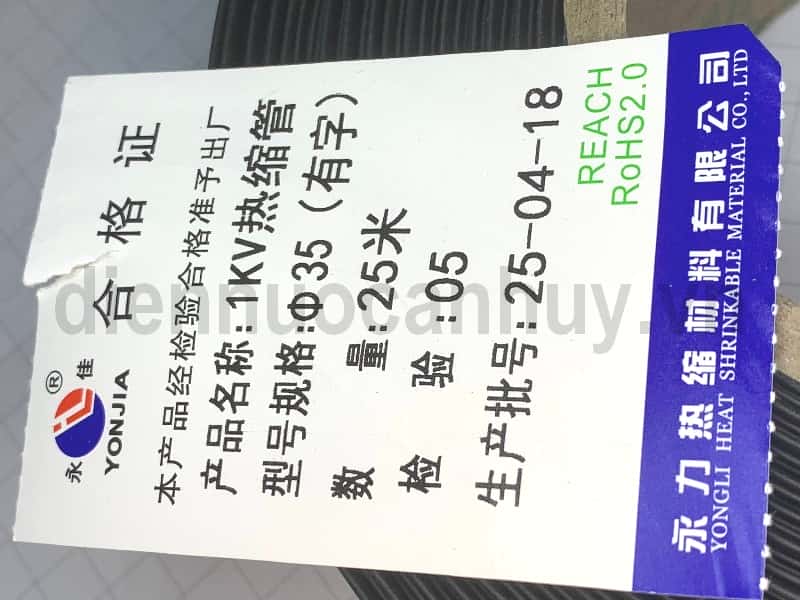 永佳®
YONJIA
合格证
本产品经检验合格准予出厂
产品名称:1KV热缩管
型号规格:Φ35(有字)
数量:25米
检验:05
生产批号:25-04-18
REACH
RoHS2.0
永力热缩材料有限公司
YONGLI HEAT SHRINKABLE MATERIAL CO.,LTD
diennuocanhuy.v